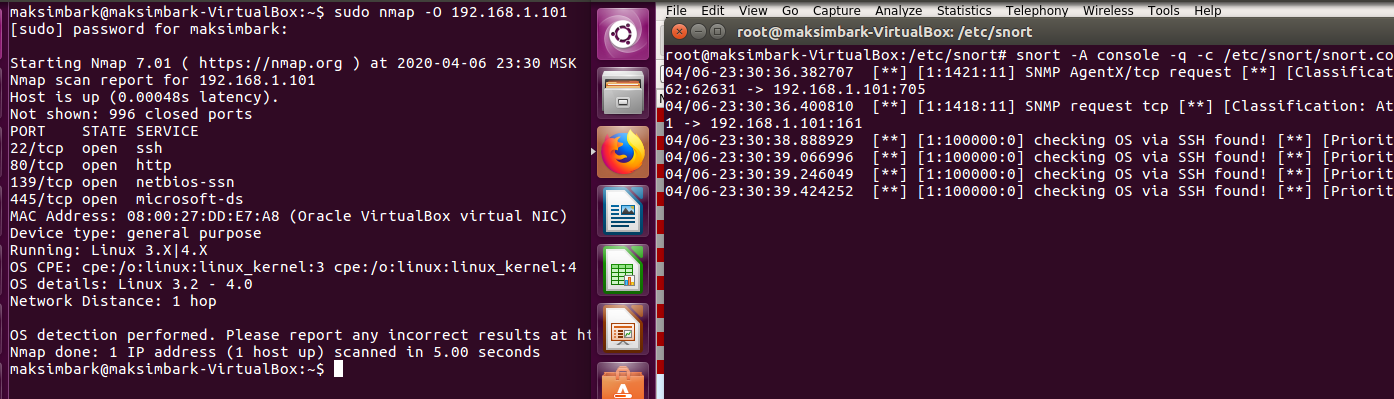 maksimbark@maksimbark-VirtualBox:~$ sudo nmap -O 192.168.1.101
[sudo] password for maksimbark:
Starting Nmap 7.01 ( https://nmap.org ) at 2020-04-06 23:30 MSK
Nmap scan report for 192.168.1.101
Host is up (0.00048s latency).
Not shown: 996 closed ports
PORT    STATE SERVICE
22/tcp  open  ssh
80/tcp  open  http
139/tcp open  netbios-ssn
445/tcp open  microsoft-ds
MAC Address: 08:00:27:DD:E7:A8 (Oracle VirtualBox virtual NIC)
Device type: general purpose
Running: Linux 3.X|4.X
OS CPE: cpe:/o:linux:linux_kernel:3 cpe:/o:linux:linux_kernel:4
OS details: Linux 3.2 - 4.0
Network Distance: 1 hop
OS detection performed. Please report any incorrect results at ht
Nmap done: 1 IP address (1 host up) scanned in 5.00 seconds
maksimbark@maksimbark-VirtualBox:~$
File Edit View Go Capture Analyze Statistics Telephony Wireless Tools Help
root@maksimbark-VirtualBox: /etc/snort
root@maksimbark-VirtualBox:/etc/snort# snort -A console -q -c /etc/snort/snort.co
04/06-23:30:36.382707  [**] [1:1421:11] SNMP AgentX/tcp request [**] [Classificat
62:62631 -> 192.168.1.101:705
04/06-23:30:36.400810  [**] [1:1418:11] SNMP request tcp [**] [Classification: At
1 -> 192.168.1.101:161
04/06-23:30:38.888929  [**] [1:100000:0] checking OS via SSH found! [**] [Priorit
04/06-23:30:39.066996  [**] [1:100000:0] checking OS via SSH found! [**] [Priorit
04/06-23:30:39.246049  [**] [1:100000:0] checking OS via SSH found! [**] [Priorit
04/06-23:30:39.424252  [**] [1:100000:0] checking OS via SSH found! [**] [Priorit